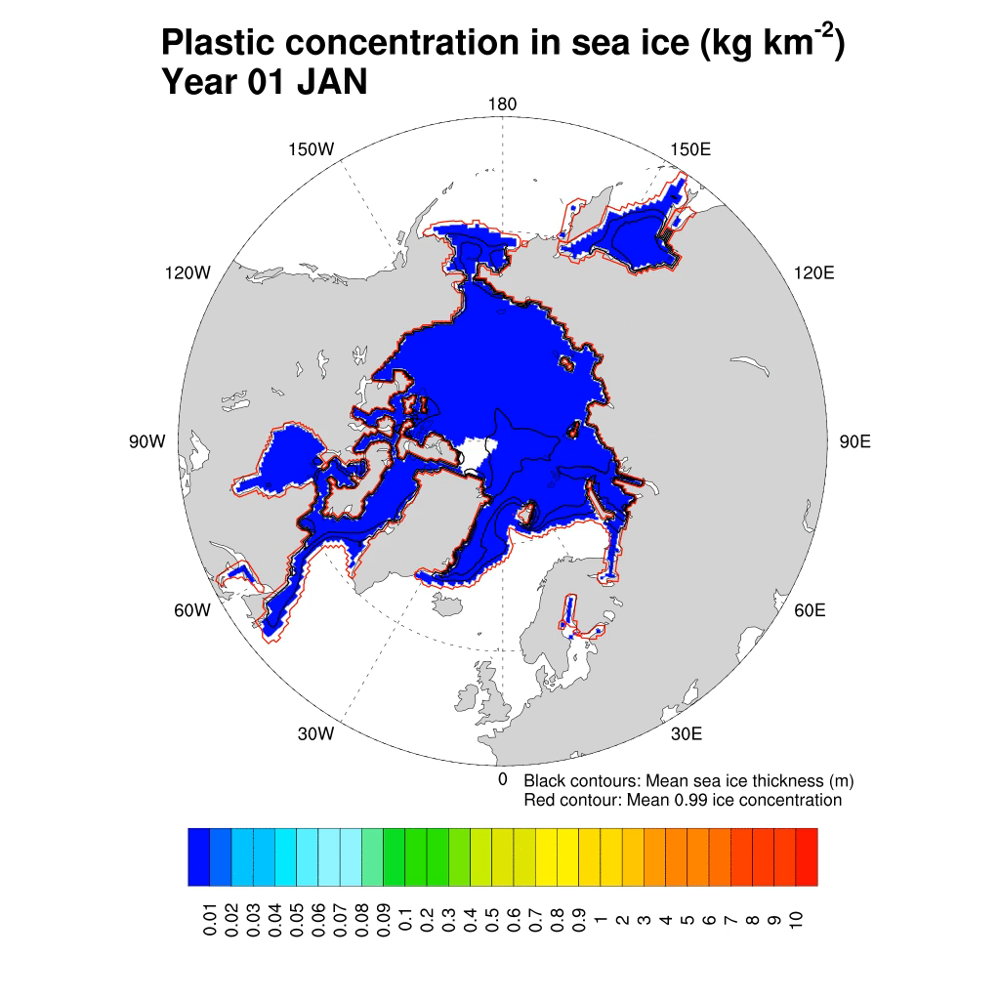 Plastic concentration in sea ice (kg km-2)
Year 01 JAN
180
150W
150E
120W
120E
90W
90E
60W
60E
30W
30E
0
Black contours: Mean sea ice thickness (m)
Red contour: Mean 0.99 ice concentration
0.01 0.02 0.03 0.04 0.05 0.06 0.07 0.08 0.09 0.1 0.2 0.3 0.4 0.5 0.6 0.7 0.8 0.9 1 2 3 4 5 6 7 8 9 10